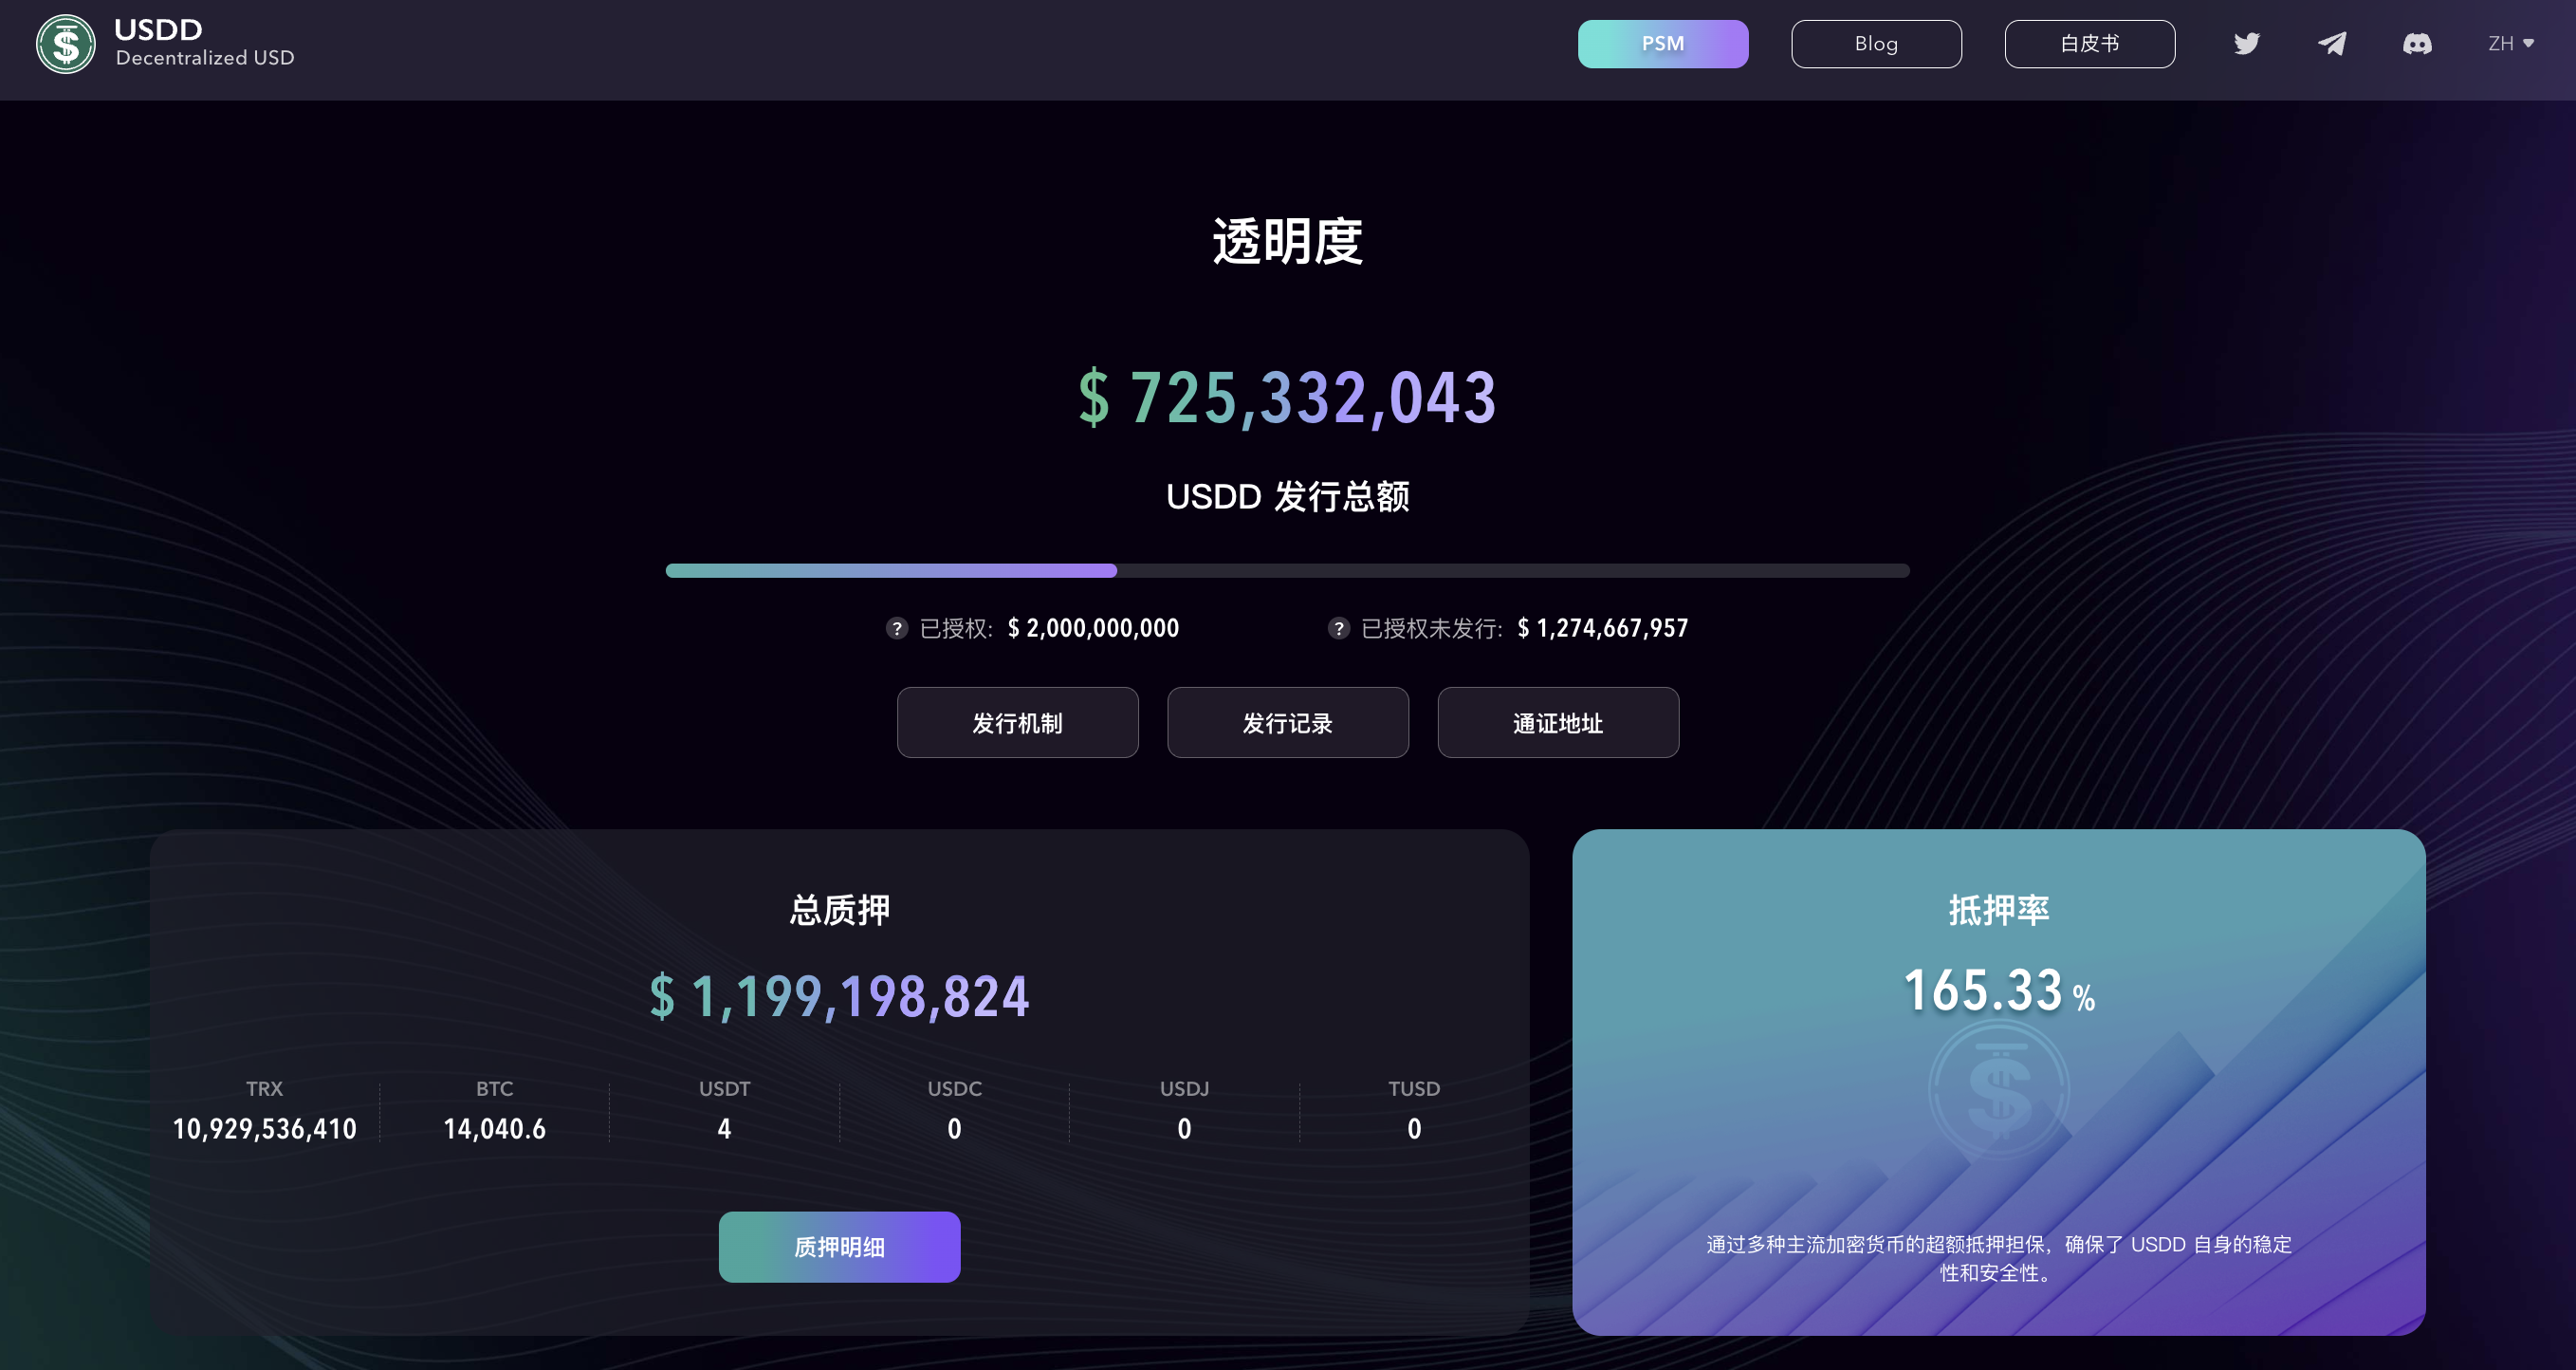 USDD
Decentralized USD
PSM
Blog
白皮书
ZH
透明度
$ 725,332,043
USDD 发行总额
? 已授权: $ 2,000,000,000
? 已授权未发行: $ 1,274,667,957
发行机制
发行记录
通证地址
总质押
$ 1,199,198,824
TRX
10,929,536,410
BTC
14,040.6
USDT
4
USDC
0
USDJ
0
TUSD
0
质押明细
抵押率
165.33 %
通过多种主流加密货币的超额抵押担保，确保了 USDD 自身的稳定
性和安全性。